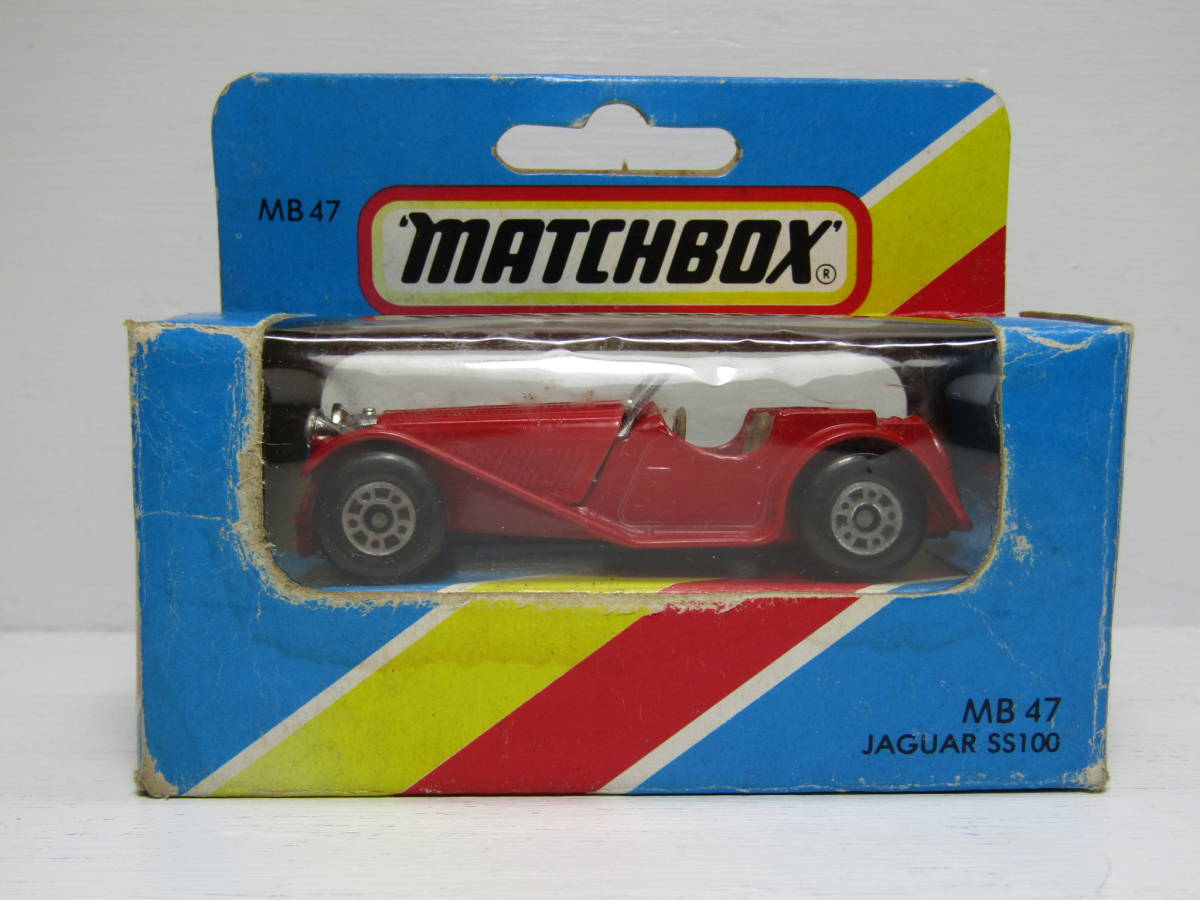 MB 47
'MATCHBOX'®
MB 47
JAGUAR SS100